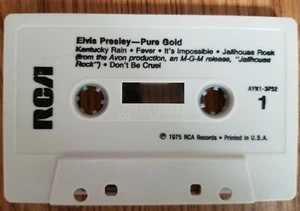 Elvis Presley—Pure Gold
Kentucky Rain • Fever • It's Impossible • Jailhouse Rock
(from the Avon production, an M-G-M release, "Jailhouse
Rock") • Don't Be Cruel
RCA
AYK1-3732
1
℗ 1975 RCA Records • Printed in U.S.A.